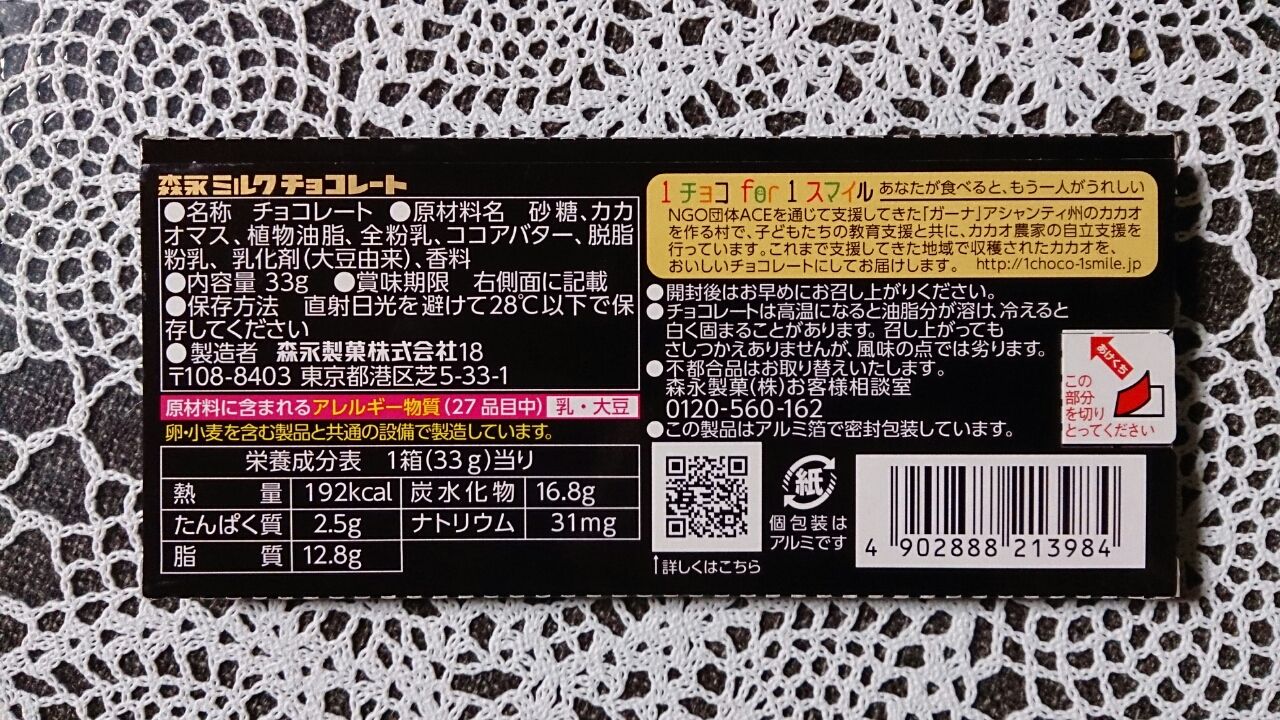 森永ミルクチョコレート
●名称 チョコレート ●原材料名 砂糖、カカ
オマス、植物油脂、全粉乳、ココアバター、脱脂
粉乳、乳化剤(大豆由来)、香料
●内容量 33g ●賞味期限 右側面に記載
●保存方法 直射日光を避けて28℃以下で保
存してください
●製造者 森永製菓株式会社18
〒108-8403 東京都港区芝5-33-1
原材料に含まれるアレルギー物質(27品目中) 乳・大豆
卵・小麦を含む製品と共通の設備で製造しています。
栄養成分表 1箱(33g)当り
熱量 192kcal 炭水化物 16.8g
たんぱく質 2.5g ナトリウム 31mg
脂質 12.8g
1 チョコ for 1 スマイル あなたが食べると、もう一人がうれしい
NGO団体ACEを通じて支援してきた「ガーナ」アシャンティ州のカカオ
を作る村で、子どもたちの教育支援と共に、カカオ農家の自立支援を
行っています。これまで支援してきた地域で収穫されたカカオを、
おいしいチョコレートにしてお届けします。 http://1choco-1smile.jp
●開封後はお早めにお召し上がりください。
●チョコレートは高温になると油脂分が溶け、冷えると
白く固まることがあります。召し上がっても
さしつかえありませんが、風味の点では劣ります。
●不都合品はお取り替えいたします。
森永製菓(株)お客様相談室
0120-560-162
●この製品はアルミ箔で密封包装しています。
あけくち
この
部分
を切り
とってください
↑詳しくはこちら
紙
個包装は
アルミです
4 902888 213984